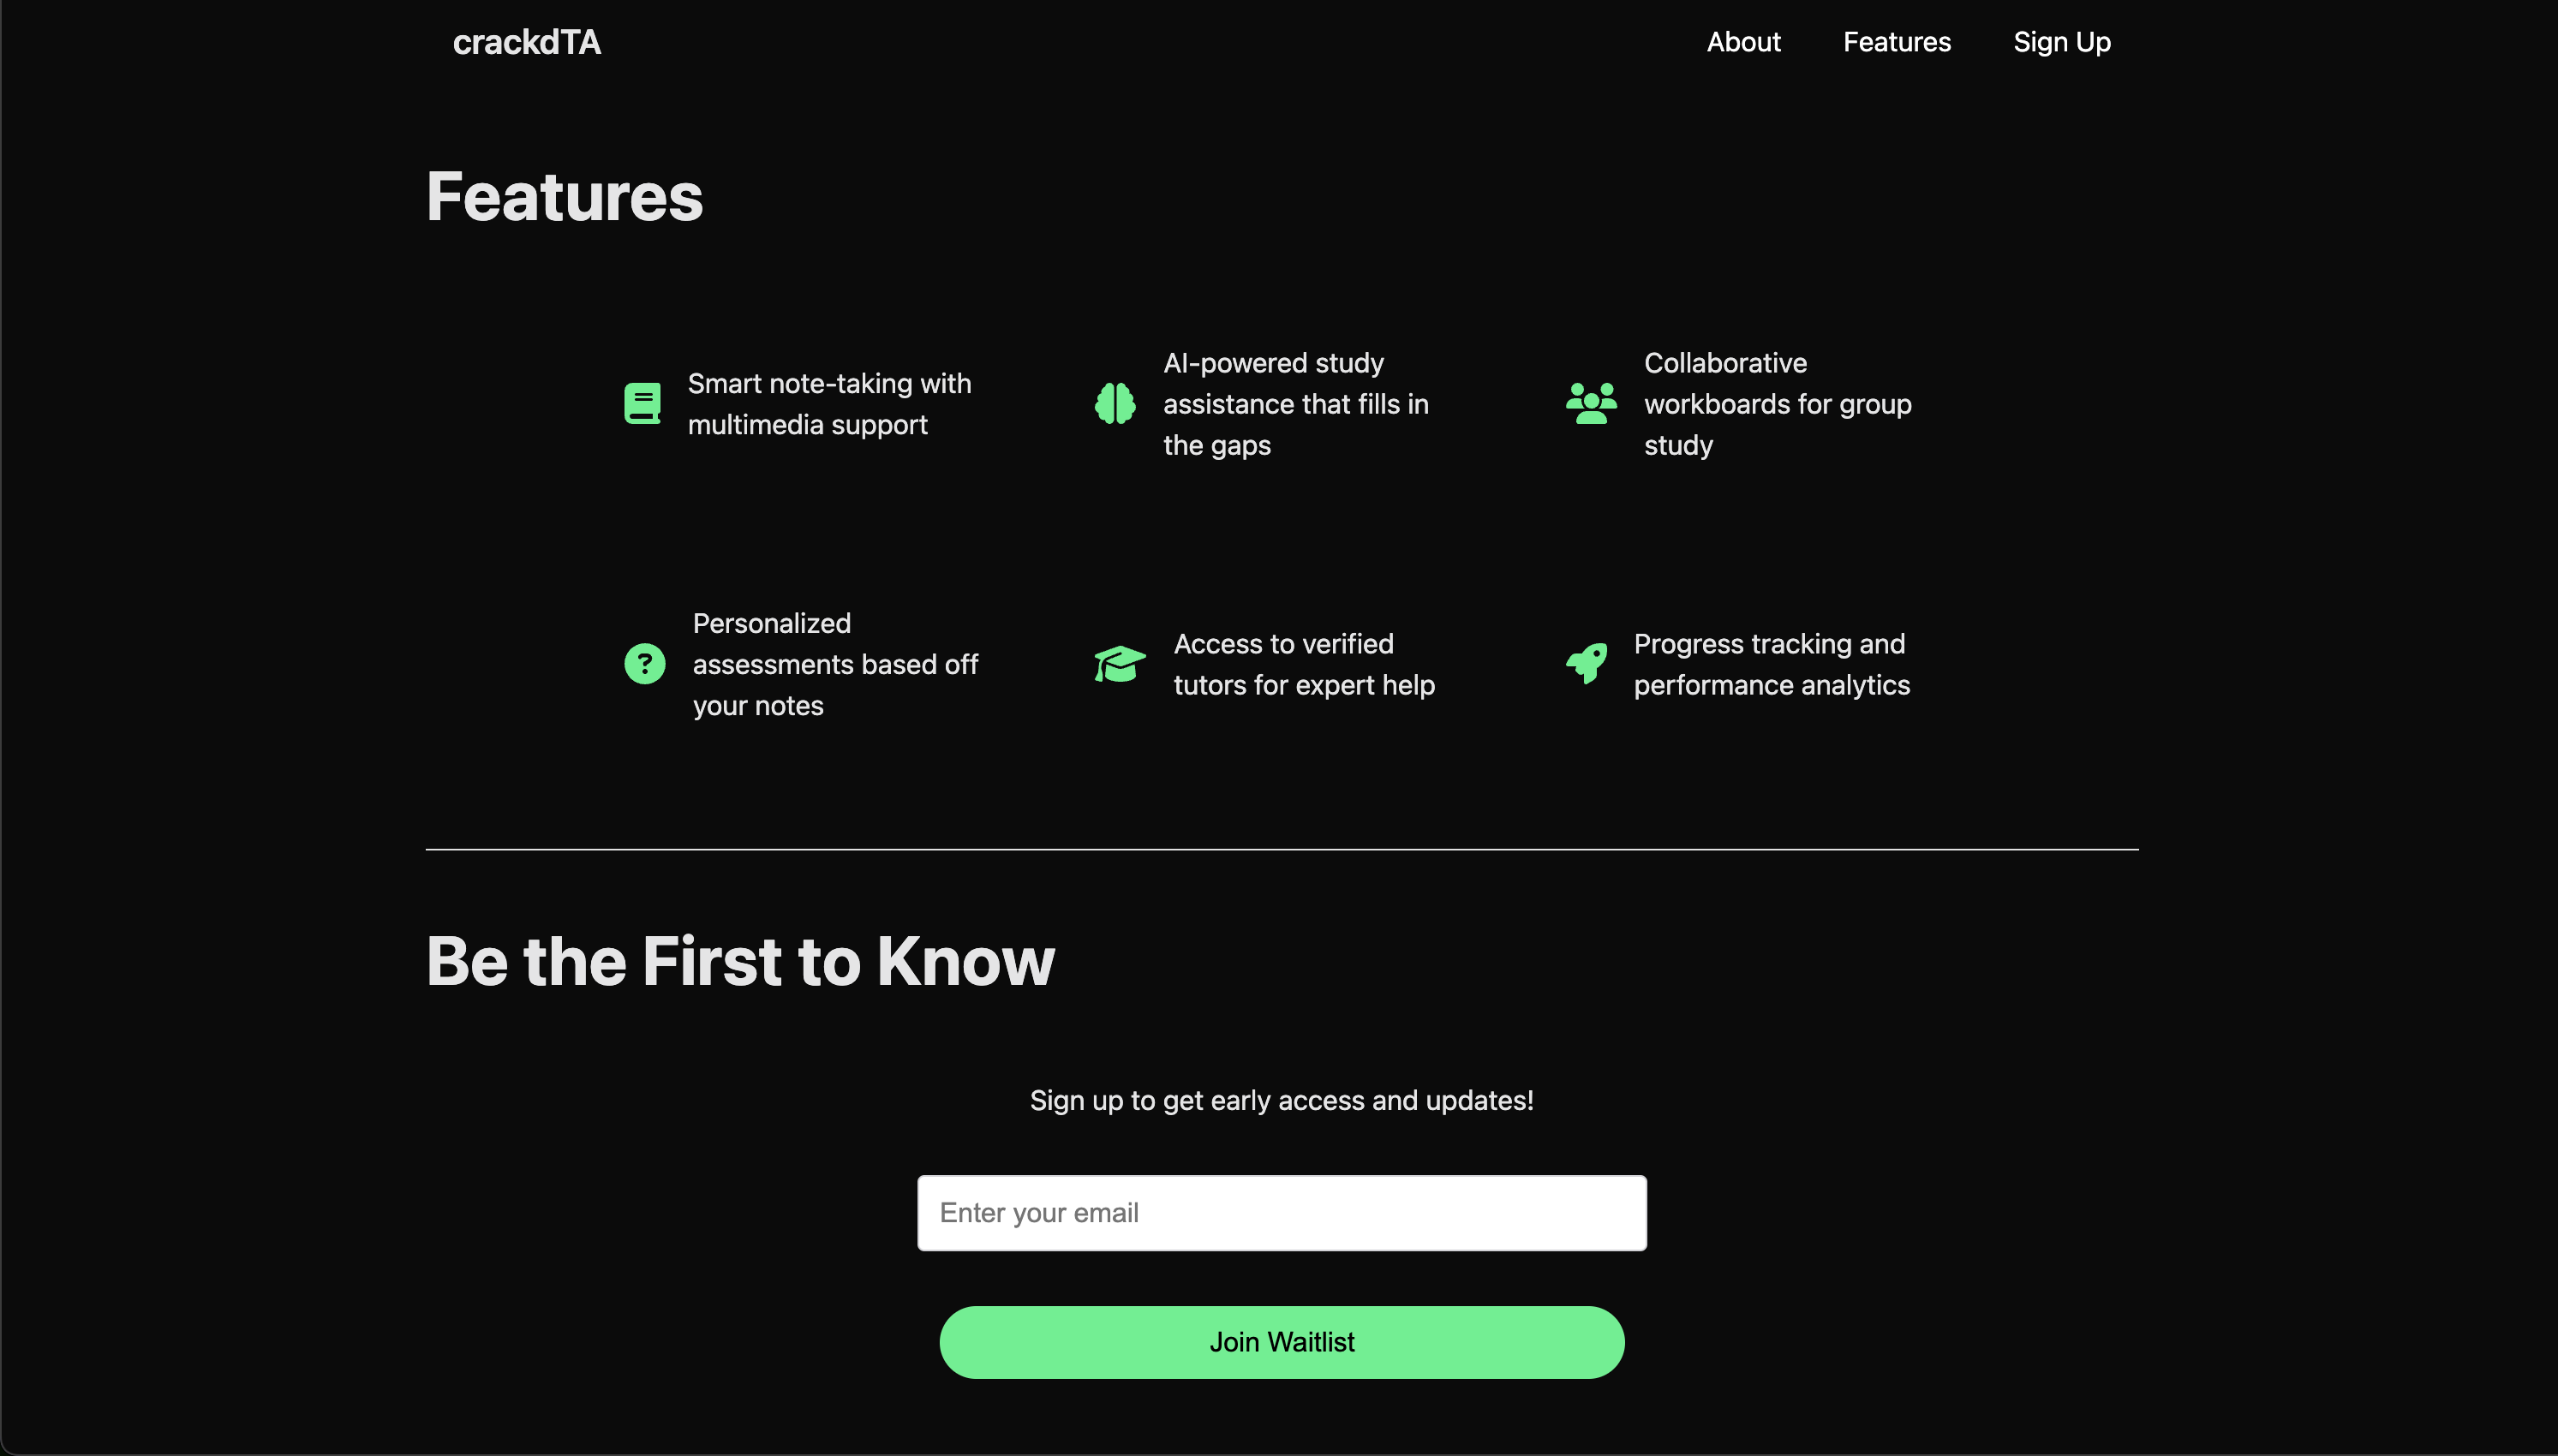 crackdTA
About
Features
Sign Up
Features
Smart note-taking with
multimedia support
AI-powered study
assistance that fills in
the gaps
Collaborative
workboards for group
study
Personalized
assessments based off
your notes
Access to verified
tutors for expert help
Progress tracking and
performance analytics
Be the First to Know
Sign up to get early access and updates!
Enter your email
Join Waitlist